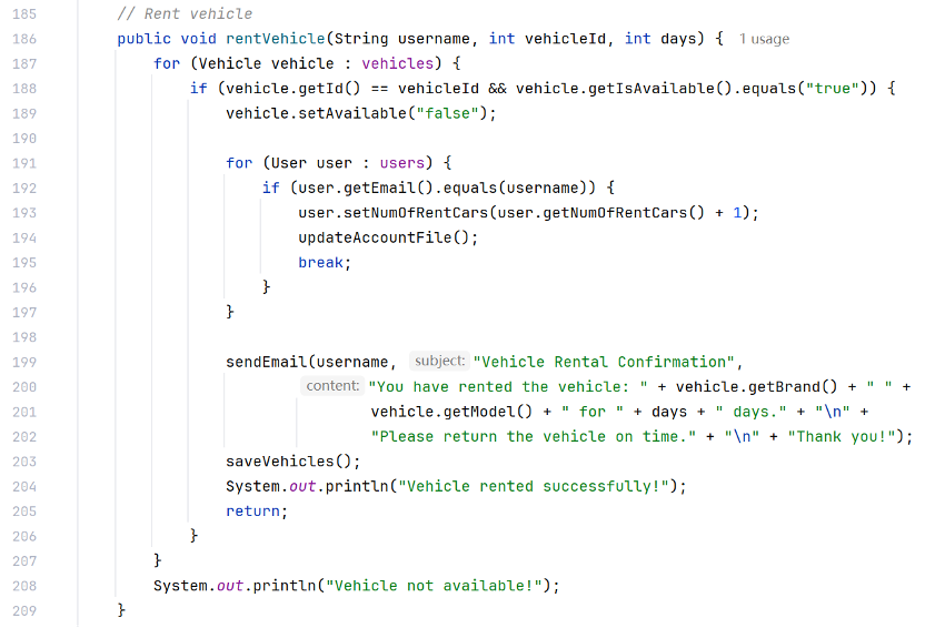 185 // Rent vehicle
186 public void rentVehicle(String username, int vehicleId, int days) { 1 usage
187 for (Vehicle vehicle : vehicles) {
188 if (vehicle.getId() == vehicleId && vehicle.getIsAvailable().equals("true")) {
189 vehicle.setAvailable("false");
190
191 for (User user : users) {
192 if (user.getEmail().equals(username)) {
193 user.setNumOfRentCars(user.getNumOfRentCars() + 1);
194 updateAccountFile();
195 break;
196 }
197 }
198
199 sendEmail(username, subject: "Vehicle Rental Confirmation",
200 content: "You have rented the vehicle: " + vehicle.getBrand() + " " +
201 vehicle.getModel() + " for " + days + " days." + "\n" +
202 "Please return the vehicle on time." + "\n" + "Thank you!");
203 saveVehicles();
204 System.out.println("Vehicle rented successfully!");
205 return;
206 }
207 }
208 System.out.println("Vehicle not available!");
209 }